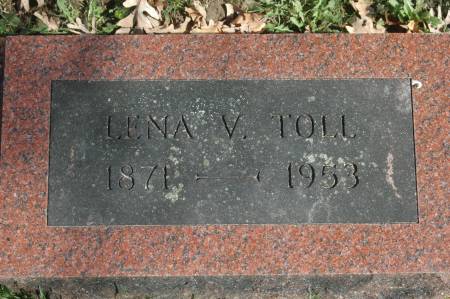 LENA V. TOLL
1871 — 1953